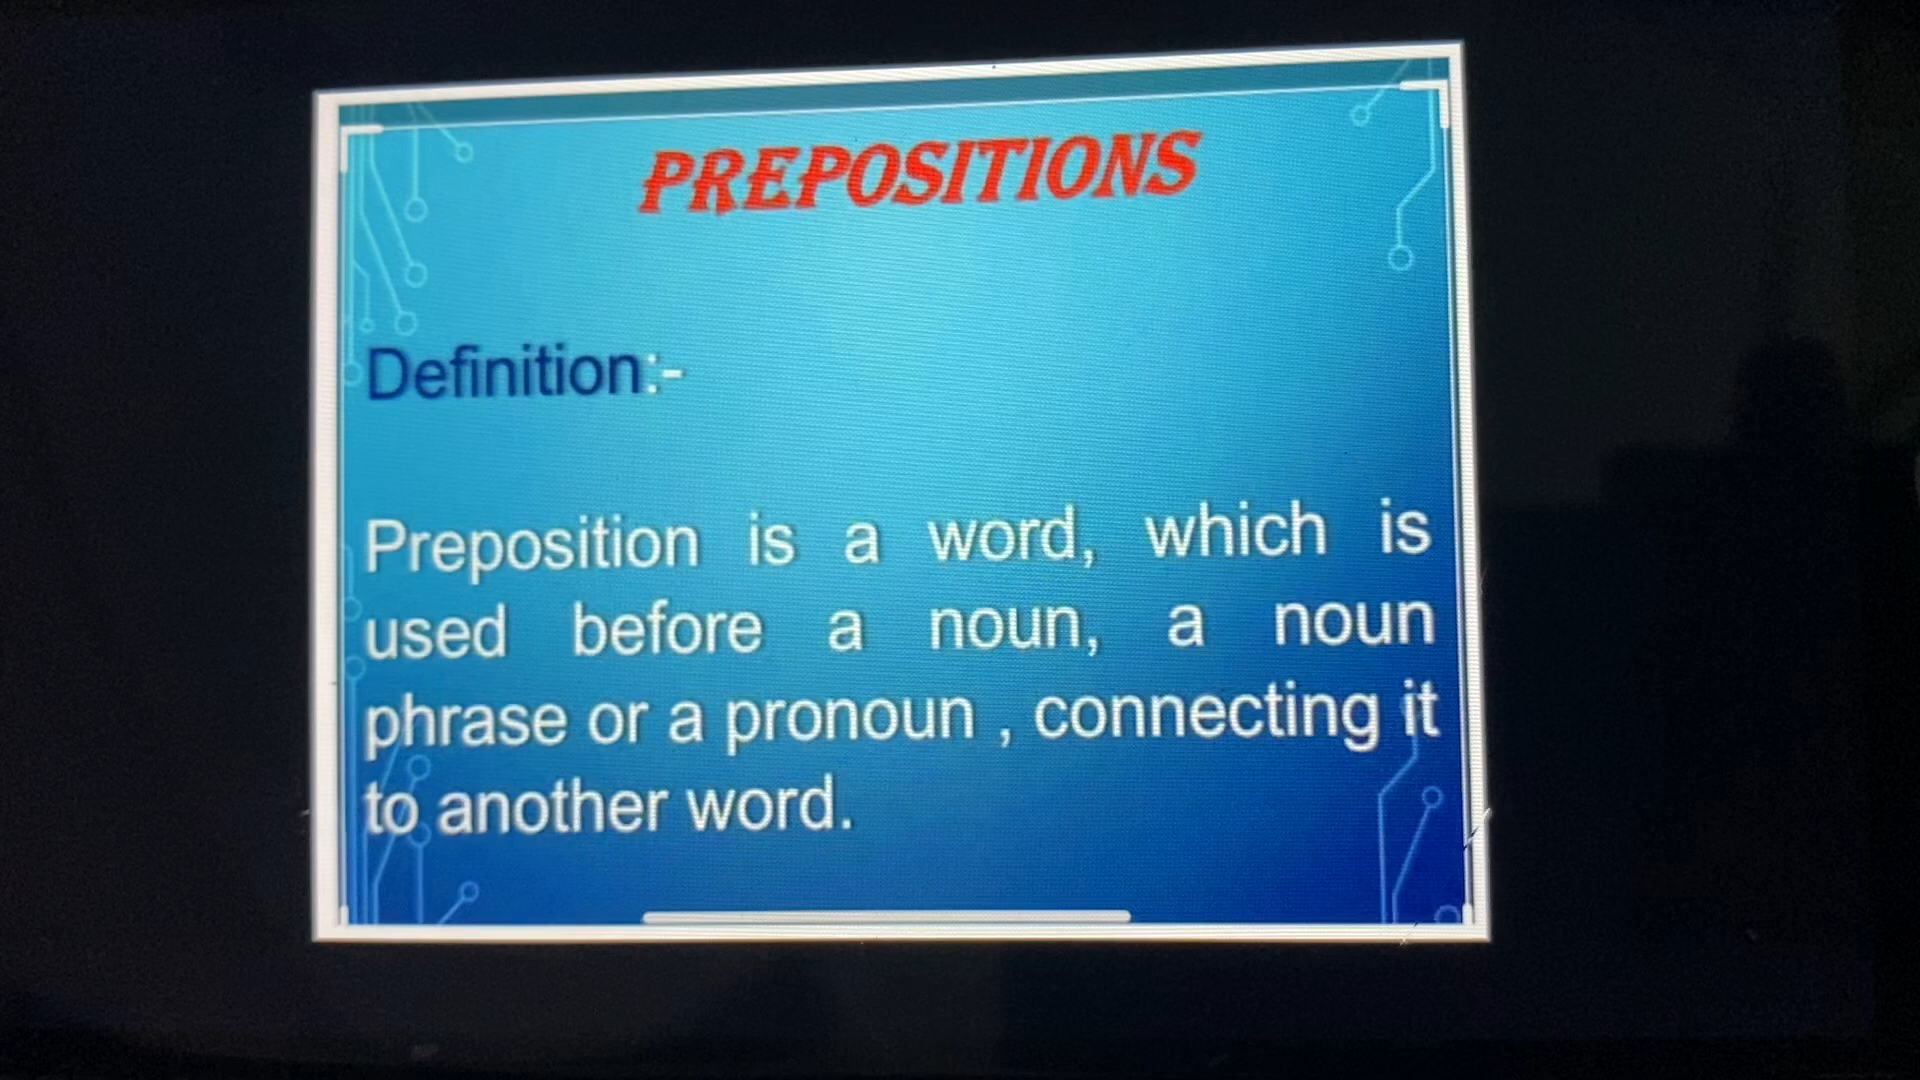 PREPOSITIONS
Definition:-
Preposition is a word, which is
used before a noun, a noun
phrase or a pronoun , connecting it
to another word.